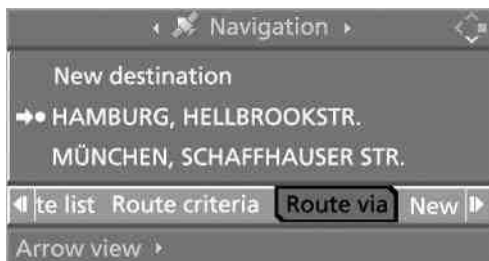 Navigation
New destination
HAMBURG, HELLBROOKSTR.
MÜNCHEN, SCHAFFHAUSER STR.
te list Route criteria Route via New
Arrow view